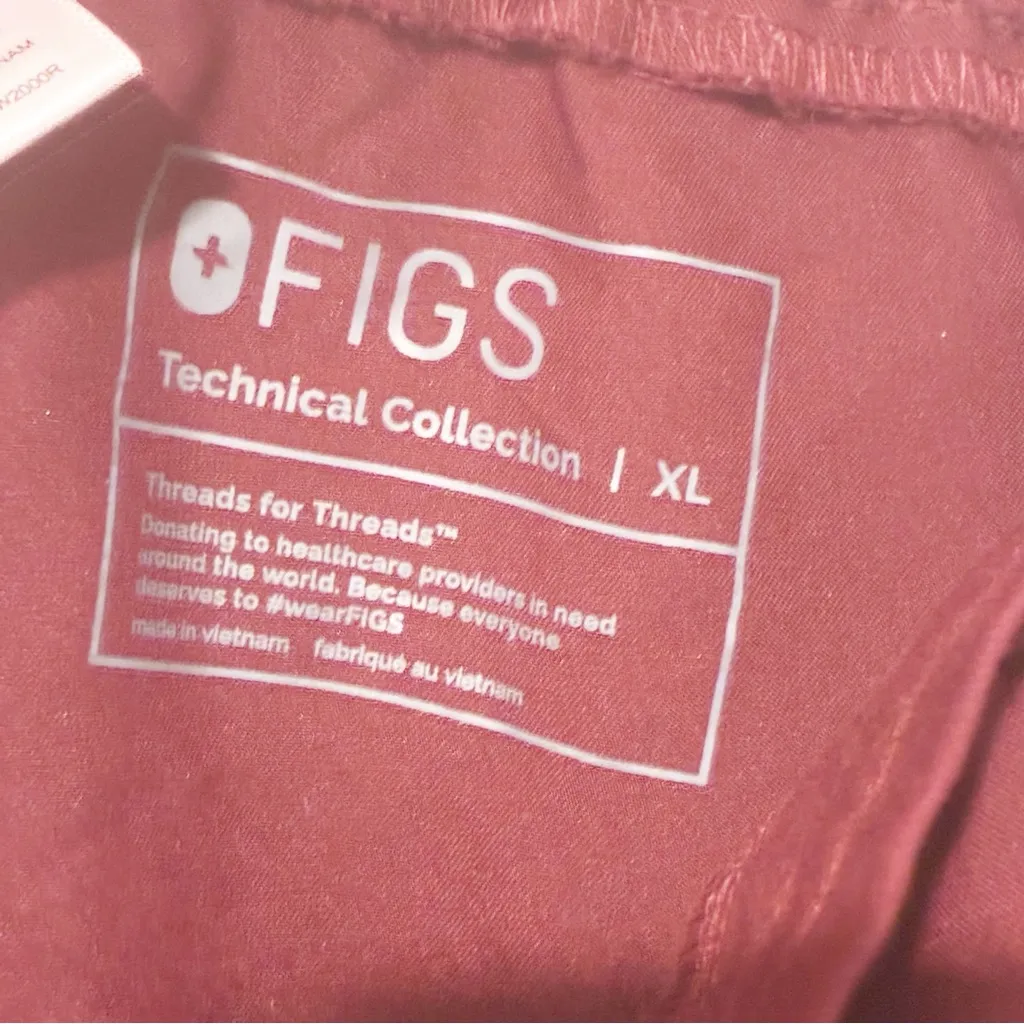 W2000R
FIGS
Technical Collection | XL
Threads for Threads™
Donating to healthcare providers in need
around the world. Because everyone
deserves to #wearFIGS
made in vietnam fabriqué au vietnam